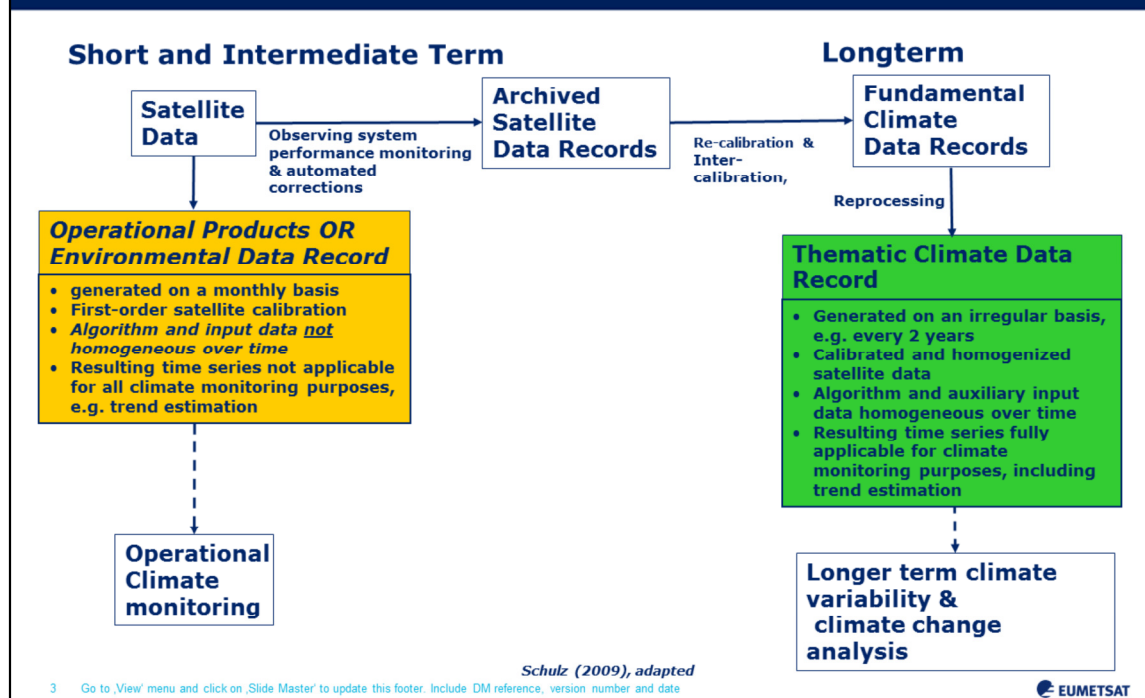 Short and Intermediate Term
Longterm
Satellite
Data
Observing system
performance monitoring
& automated
corrections
Archived
Satellite
Data Records
Re-calibration &
Inter-
calibration,
Fundamental
Climate
Data Records
Reprocessing
Operational Products OR
Environmental Data Record
• generated on a monthly basis
• First-order satellite calibration
• Algorithm and input data not
homogeneous over time
• Resulting time series not applicable
for all climate monitoring purposes,
e.g. trend estimation
Operational
Climate
monitoring
Thematic Climate Data
Record
• Generated on an irregular basis,
e.g. every 2 years
• Calibrated and homogenized
satellite data
• Algorithm and auxiliary input
data homogeneous over time
• Resulting time series fully
applicable for climate
monitoring purposes, including
trend estimation
Longer term climate
variability &
climate change
analysis
Schulz (2009), adapted
3 Go to ‚View' menu and click on ‚Slide Master' to update this footer. Include DM reference, version number and date
EUMETSAT